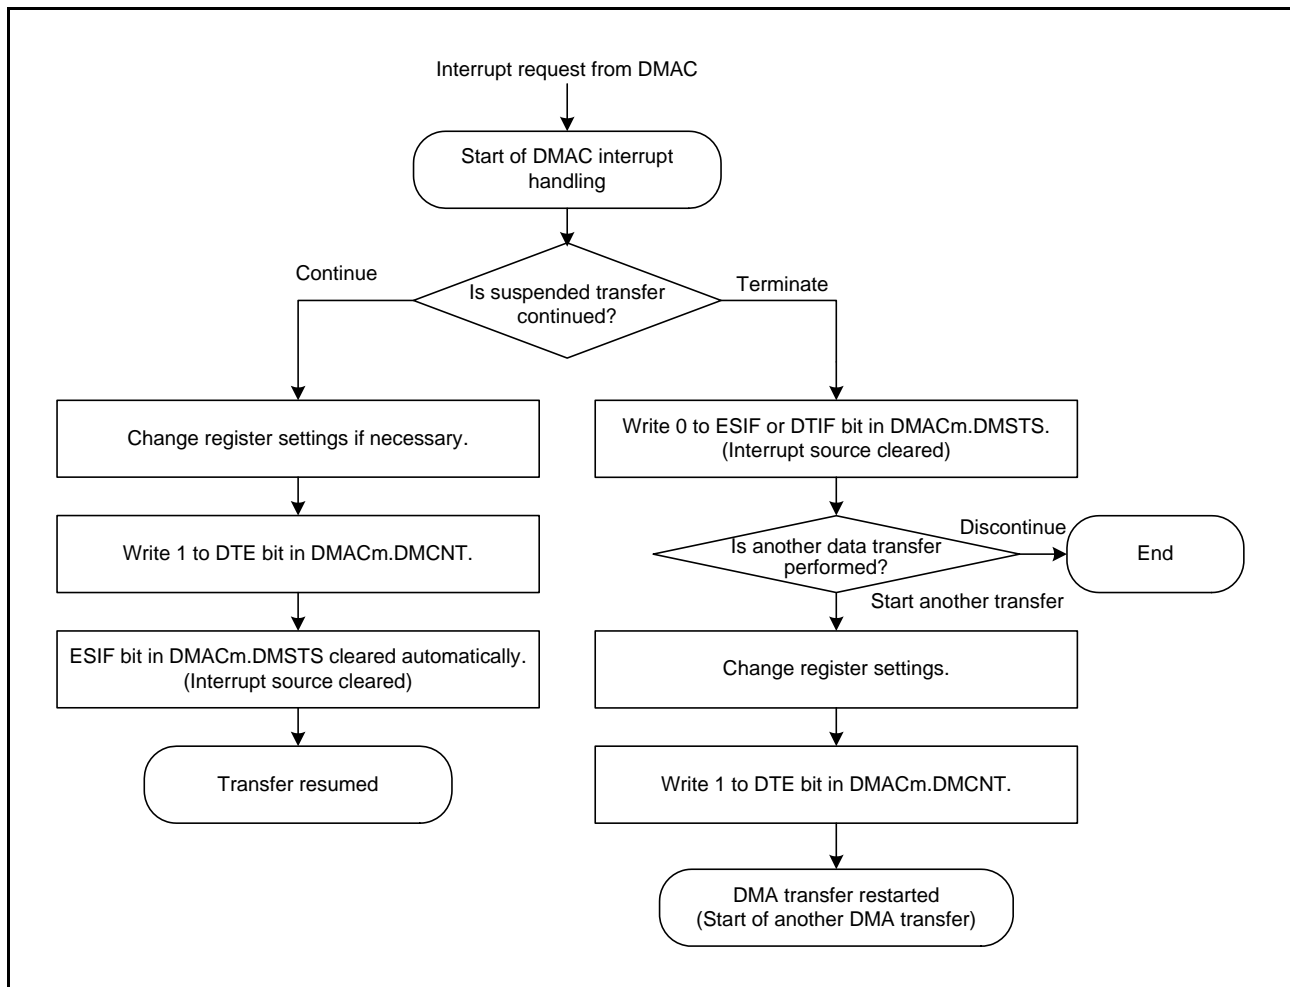 Interrupt request from DMAC
Start of DMAC interrupt
handling
Continue
Is suspended transfer
continued?
Terminate
Change register settings if necessary.
Write 1 to DTE bit in DMACm.DMCNT.
ESIF bit in DMACm.DMSTS cleared automatically.
(Interrupt source cleared)
Transfer resumed
Write 0 to ESIF or DTIF bit in DMACm.DMSTS.
(Interrupt source cleared)
Is another data transfer
performed?
Discontinue
End
Start another transfer
Change register settings.
Write 1 to DTE bit in DMACm.DMCNT.
DMA transfer restarted
(Start of another DMA transfer)